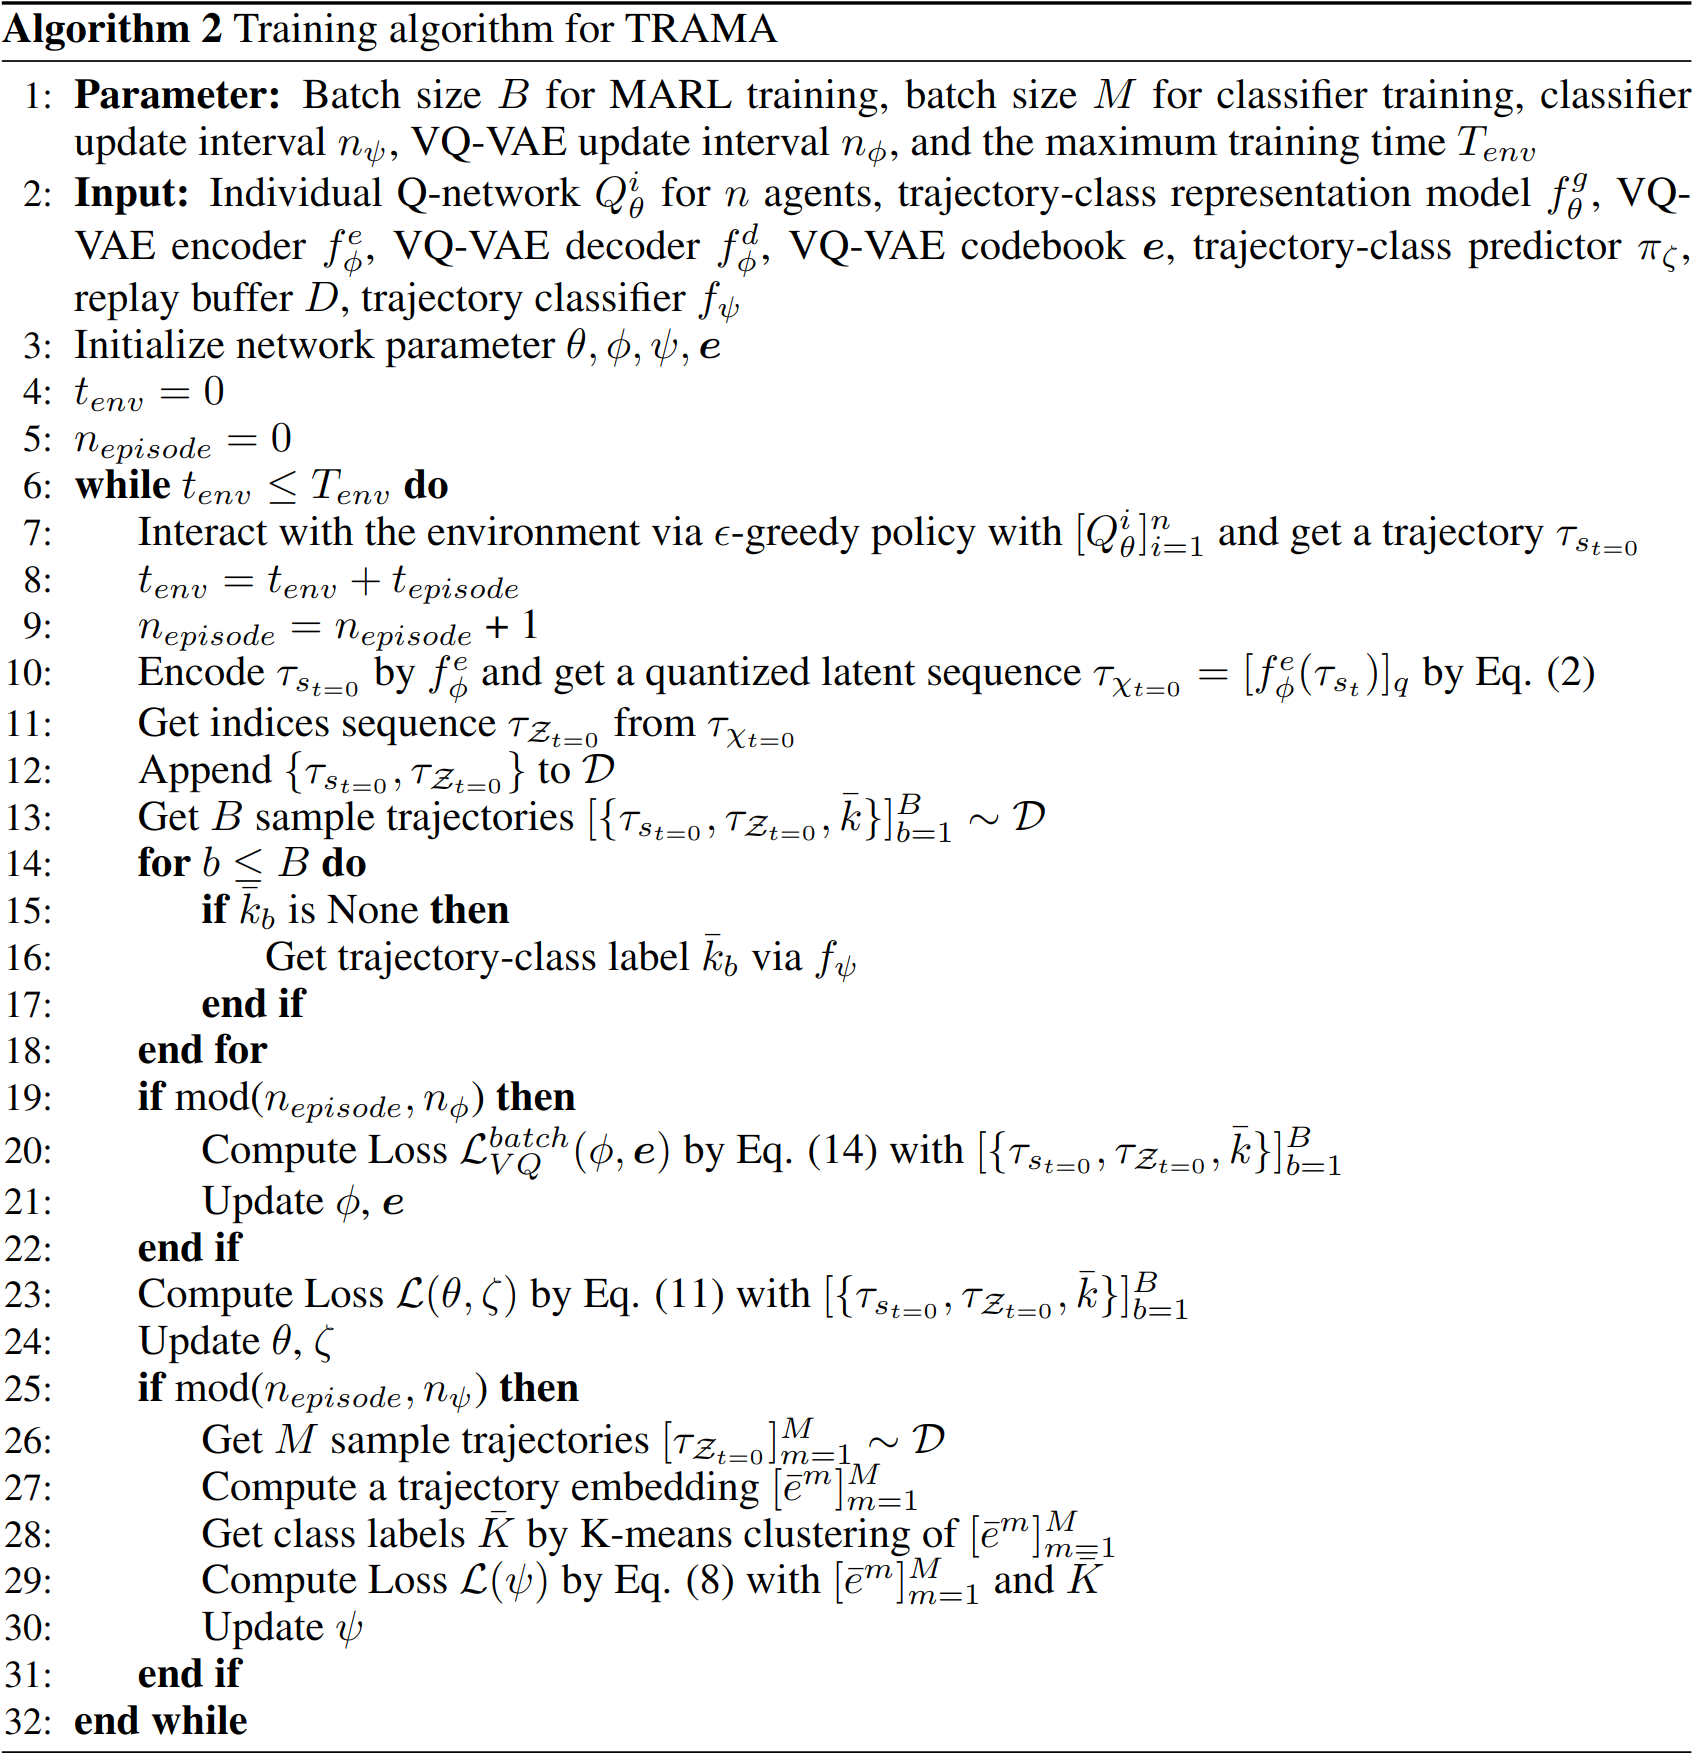 Algorithm 2 Training algorithm for TRAMA
1: Parameter: Batch size $B$ for MARL training, batch size $M$ for classifier training, classifier
update interval $n_\psi$, VQ-VAE update interval $n_\phi$, and the maximum training time $T_{env}$
2: Input: Individual Q-network $Q^i_\theta$ for $n$ agents, trajectory-class representation model $f^g_\theta$, VQ-
VAE encoder $f^e_\phi$, VQ-VAE decoder $f^d_\phi$, VQ-VAE codebook $\boldsymbol{e}$, trajectory-class predictor $\pi_\zeta$,
replay buffer $D$, trajectory classifier $f_\psi$
3: Initialize network parameter $\theta, \phi, \psi, \boldsymbol{e}$
4: $t_{env} = 0$
5: $n_{episode} = 0$
6: while $t_{env} \leq T_{env}$ do
7: Interact with the environment via $\epsilon$-greedy policy with $[Q^i_\theta]^n_{i=1}$ and get a trajectory $\tau_{s_{t=0}}$
8: $t_{env} = t_{env} + t_{episode}$
9: $n_{episode} = n_{episode} + 1$
10: Encode $\tau_{s_{t=0}}$ by $f^e_\phi$ and get a quantized latent sequence $\tau_{\chi_{t=0}} = [f^e_\phi(\tau_{s_t})]_q$ by Eq. (2)
11: Get indices sequence $\tau_{\mathcal{Z}_{t=0}}$ from $\tau_{\chi_{t=0}}$
12: Append $\{\tau_{s_{t=0}}, \tau_{\mathcal{Z}_{t=0}}\}$ to $\mathcal{D}$
13: Get $B$ sample trajectories $[\{\tau_{s_{t=0}}, \tau_{\mathcal{Z}_{t=0}}, \bar{k}\}]^B_{b=1} \sim \mathcal{D}$
14: for $b \leq B$ do
15: if $\bar{\bar{k}}_b$ is None then
16: Get trajectory-class label $\bar{k}_b$ via $f_\psi$
17: end if
18: end for
19: if mod($n_{episode}, n_\phi$) then
20: Compute Loss $\mathcal{L}^{batch}_{VQ}(\phi, \boldsymbol{e})$ by Eq. (14) with $[\{\tau_{s_{t=0}}, \tau_{\mathcal{Z}_{t=0}}, \bar{k}\}]^B_{b=1}$
21: Update $\phi$, $\boldsymbol{e}$
22: end if
23: Compute Loss $\mathcal{L}(\theta, \zeta)$ by Eq. (11) with $[\{\tau_{s_{t=0}}, \tau_{\mathcal{Z}_{t=0}}, \bar{k}\}]^B_{b=1}$
24: Update $\theta$, $\zeta$
25: if mod($n_{episode}, n_\psi$) then
26: Get $M$ sample trajectories $[\tau_{\mathcal{Z}_{t=0}}]^M_{m=1} \sim \mathcal{D}$
27: Compute a trajectory embedding $[\bar{e}^m]^M_{m=1}$
28: Get class labels $\bar{K}$ by K-means clustering of $[\bar{e}^m]^M_{m=1}$
29: Compute Loss $\mathcal{L}(\psi)$ by Eq. (8) with $[\bar{e}^m]^M_{m=1}$ and $\bar{K}$
30: Update $\psi$
31: end if
32: end while